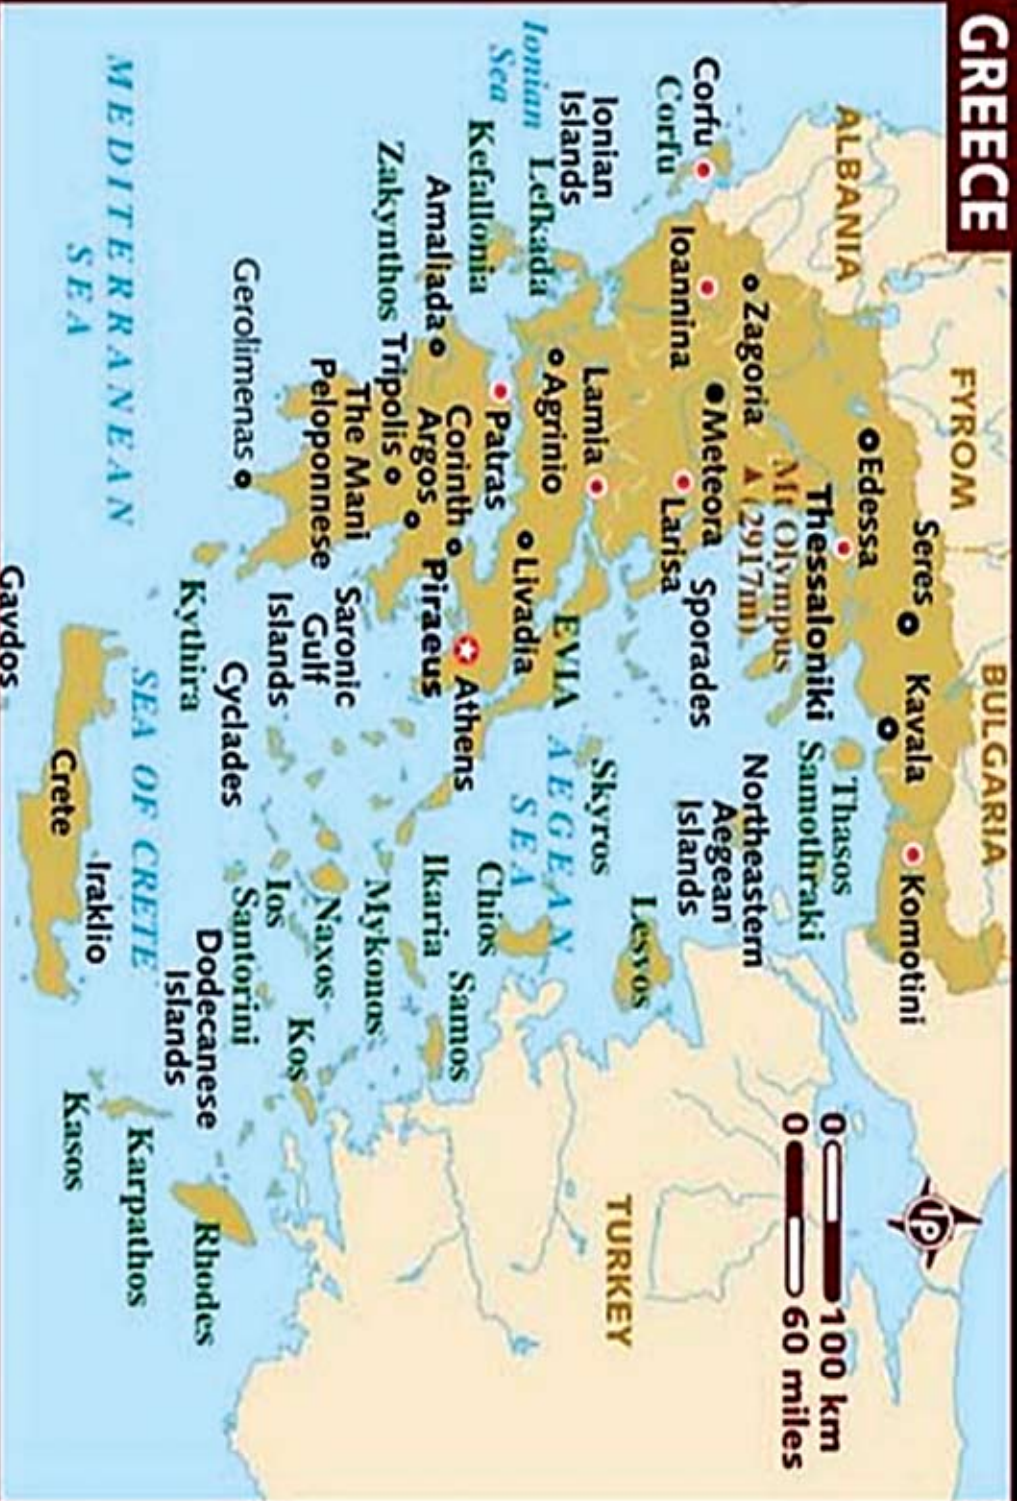 GREECE
ALBANIA
FYROM
BULGARIA
TURKEY
Seres
Kavala
Komotini
Edessa
Thessaloniki
Mt Olympus
(2917m)
Zagoria
Thasos
Samothraki
Corfu
Corfu
Ioannina
Meteora
Larisa
Sporades
Northeastern
Aegean
Islands
Ionian
Islands
Lamia
Ionian
Sea
Lefkada
Agrinio
EVIA
Skyros
Lesvos
AEGEAN
SEA
Kefallonia
Patras
Livadia
Athens
Chios
Amaliada
Corinth
Argos
Piraeus
Ikaria
Samos
Zakynthos
Tripolis
The Mani
Peloponnese
Saronic
Gulf
Islands
Mykonos
Naxos
Ios
Kos
Gerolimenas
Cyclades
Santorini
Dodecanese
Islands
Rhodes
Kythira
MEDITERRANEAN
SEA
SEA OF CRETE
Iraklio
Karpathos
Crete
Kasos
Gavdos
0 100 km
0 60 miles
lp